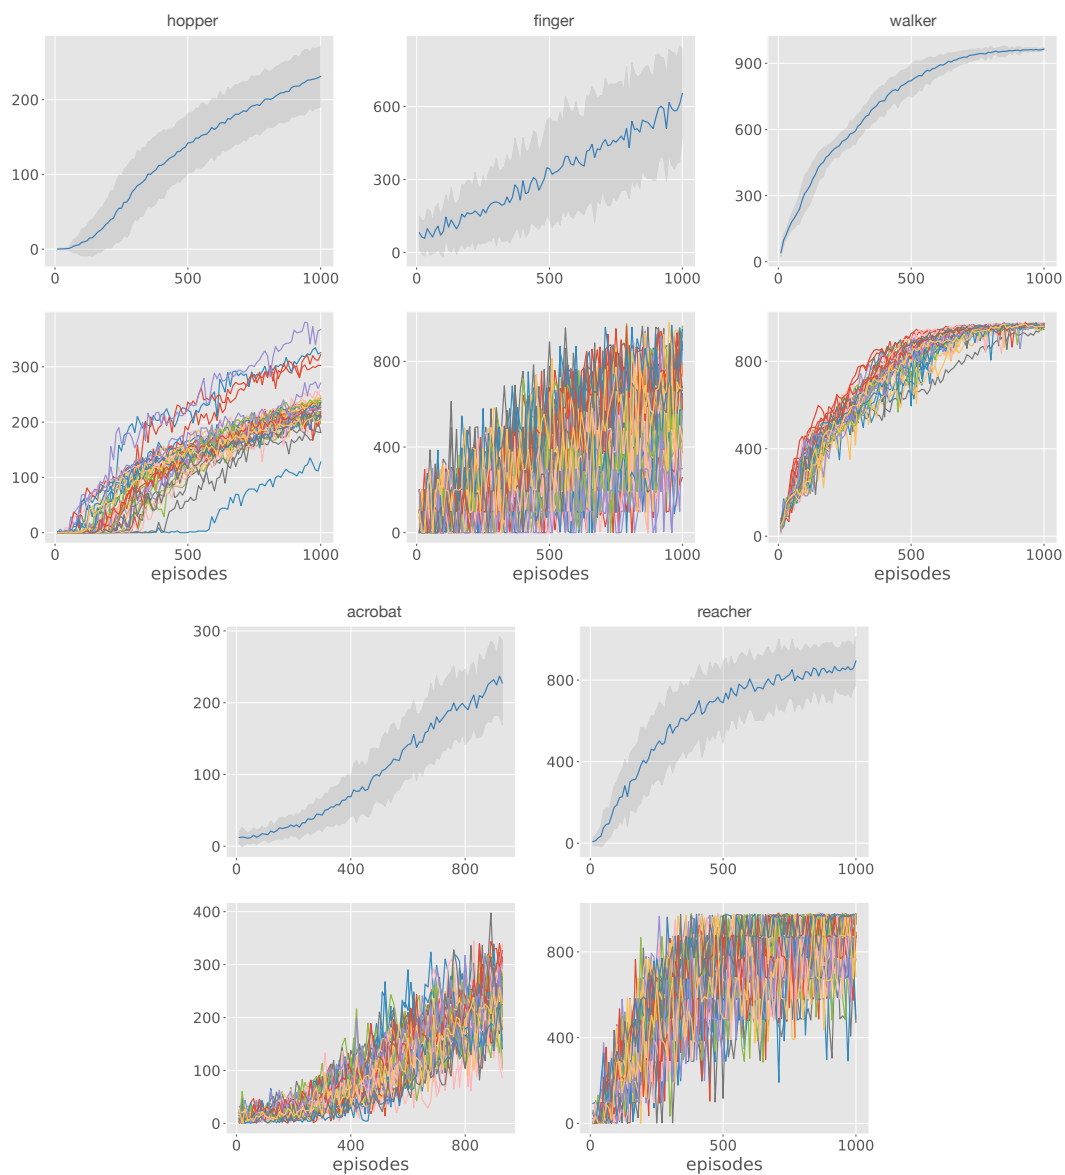 hopper finger walker
200 600 900
600
100 300 300
0 0 0
0 500 1000 0 500 1000 0 500 1000
300 800 800
200 400 400
100
0 0 0
0 500 1000 0 500 1000 0 500 1000
episodes episodes episodes
acrobat reacher
300 800
200 400
100
0 0
0 400 800 0 500 1000
400 800
300
200 400
100
0 0
0 400 800 0 500 1000
episodes episodes